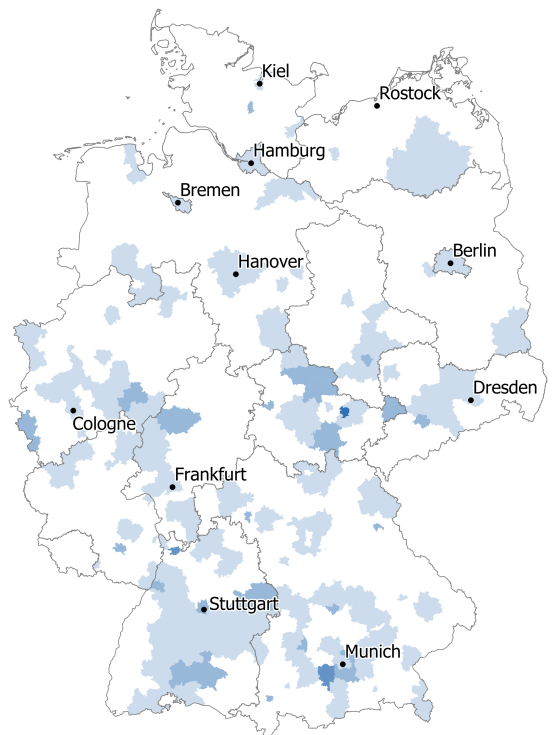 Kiel
Rostock
Hamburg
Bremen
Hanover
Berlin
Dresden
Cologne
Frankfurt
Stuttgart
Munich